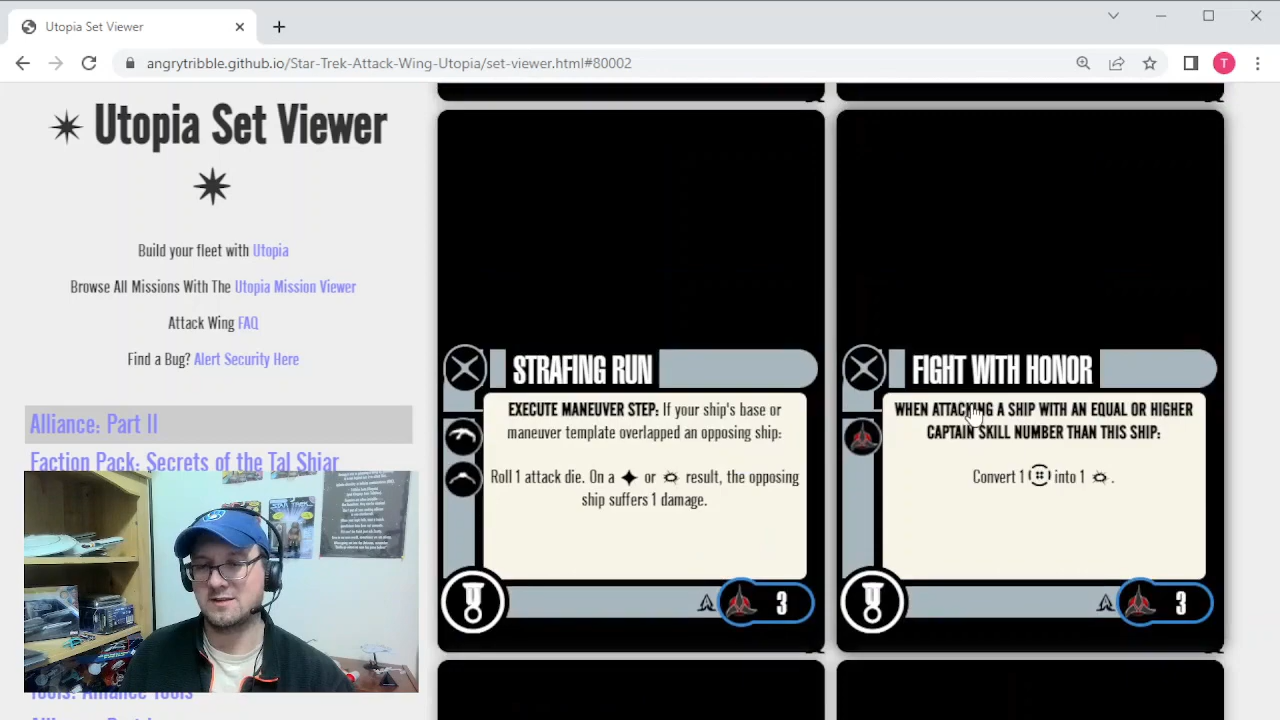 Utopia Set Viewer
angrytribble.github.io/Star-Trek-Attack-Wing-Utopia/set-viewer.html#80002
T
Utopia Set Viewer
Build your fleet with Utopia
Browse All Missions With The Utopia Mission Viewer
Attack Wing FAQ
Find a Bug? Alert Security Here
Alliance: Part II
Faction Pack: Secrets of the Tal Shiar
STAR TREK
Tools: Alliance Tools
STRAFING RUN
EXECUTE MANEUVER STEP: If your ship's base or
maneuver template overlapped an opposing ship:
Roll 1 attack die. On a or result, the opposing
ship suffers 1 damage.
3
FIGHT WITH HONOR
WHEN ATTACKING A SHIP WITH AN EQUAL OR HIGHER
CAPTAIN SKILL NUMBER THAN THIS SHIP:
Convert 1 into 1 .
3